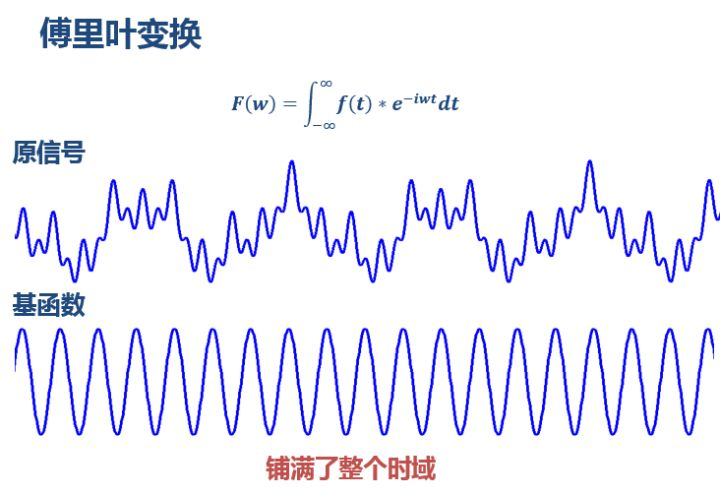 傅里叶变换
F(w) = ∫_{-∞}^{∞} f(t) * e^{-iwt} dt
原信号
基函数
铺满了整个时域